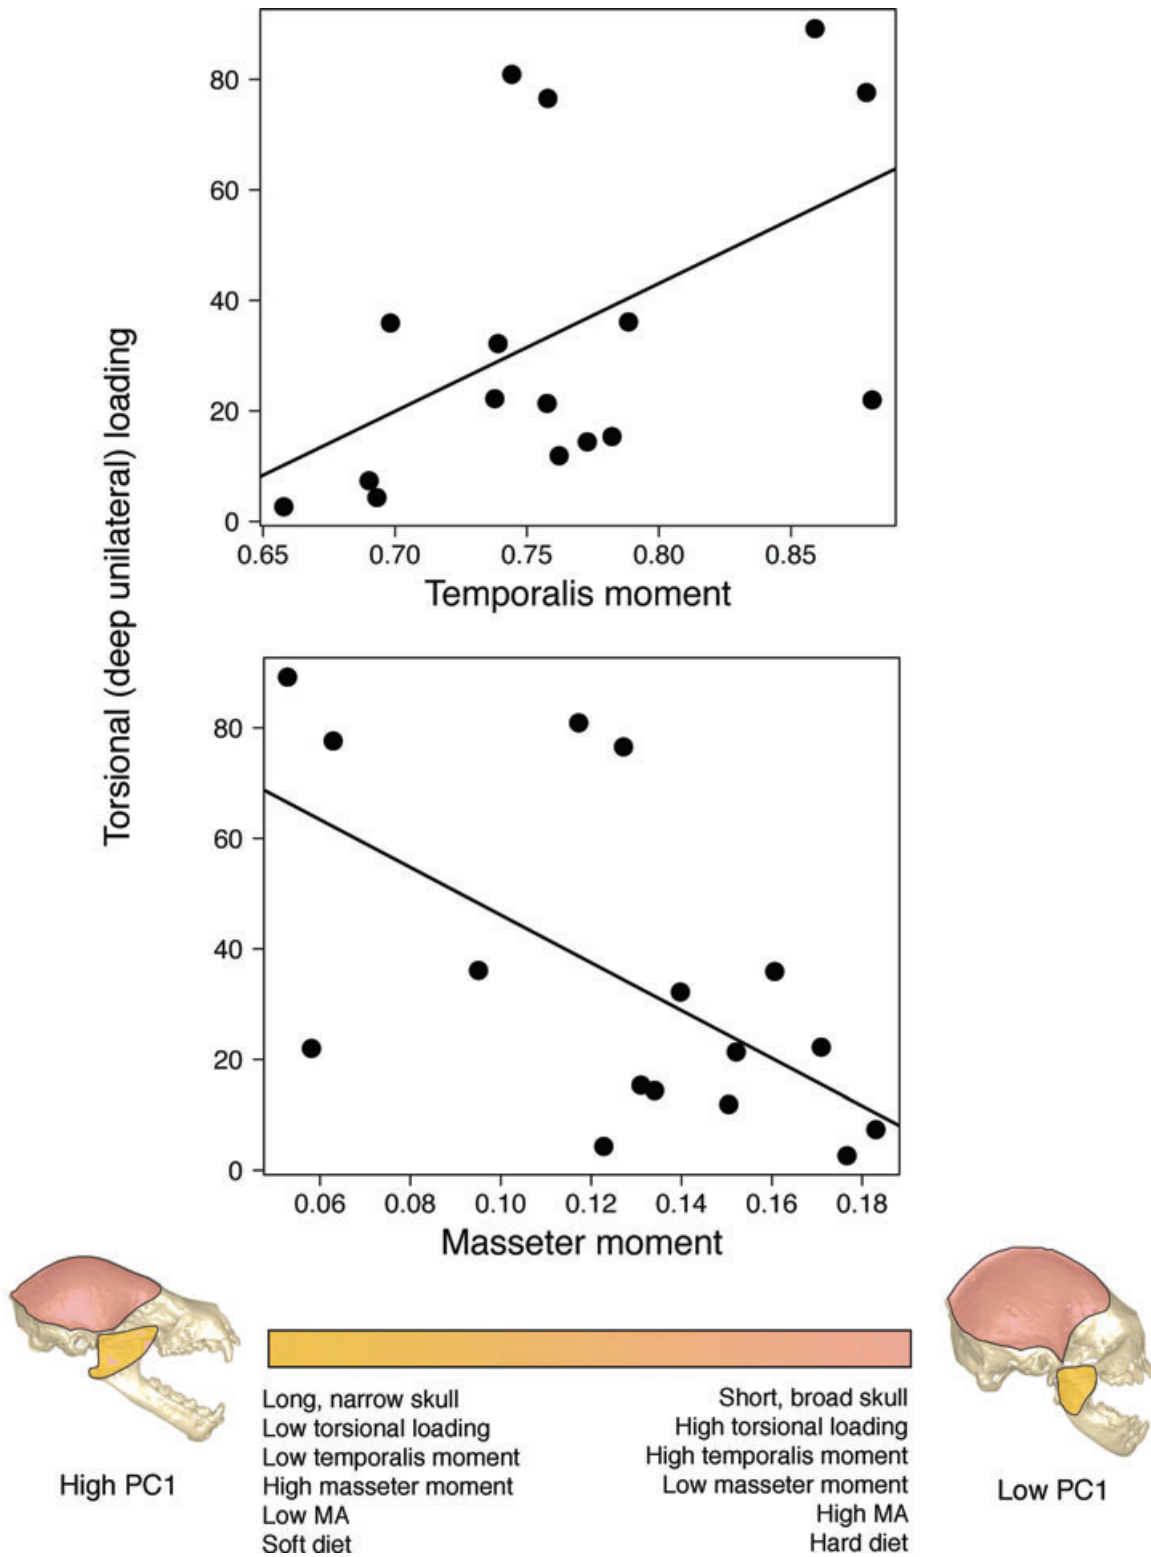 Torsional (deep unilateral) loading
80
60
40
20
0
0.65 0.70 0.75 0.80 0.85
Temporalis moment
80
60
40
20
0
0.06 0.08 0.10 0.12 0.14 0.16 0.18
Masseter moment
High PC1
Long, narrow skull
Low torsional loading
Low temporalis moment
High masseter moment
Low MA
Soft diet
Short, broad skull
High torsional loading
High temporalis moment
Low masseter moment
High MA
Hard diet
Low PC1